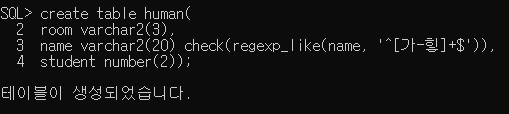 SQL> create table human(
  2  room varchar2(3),
  3  name varchar2(20) check(regexp_like(name, '^[가-힣]+$')),
  4  student number(2));
테이블이 생성되었습니다.